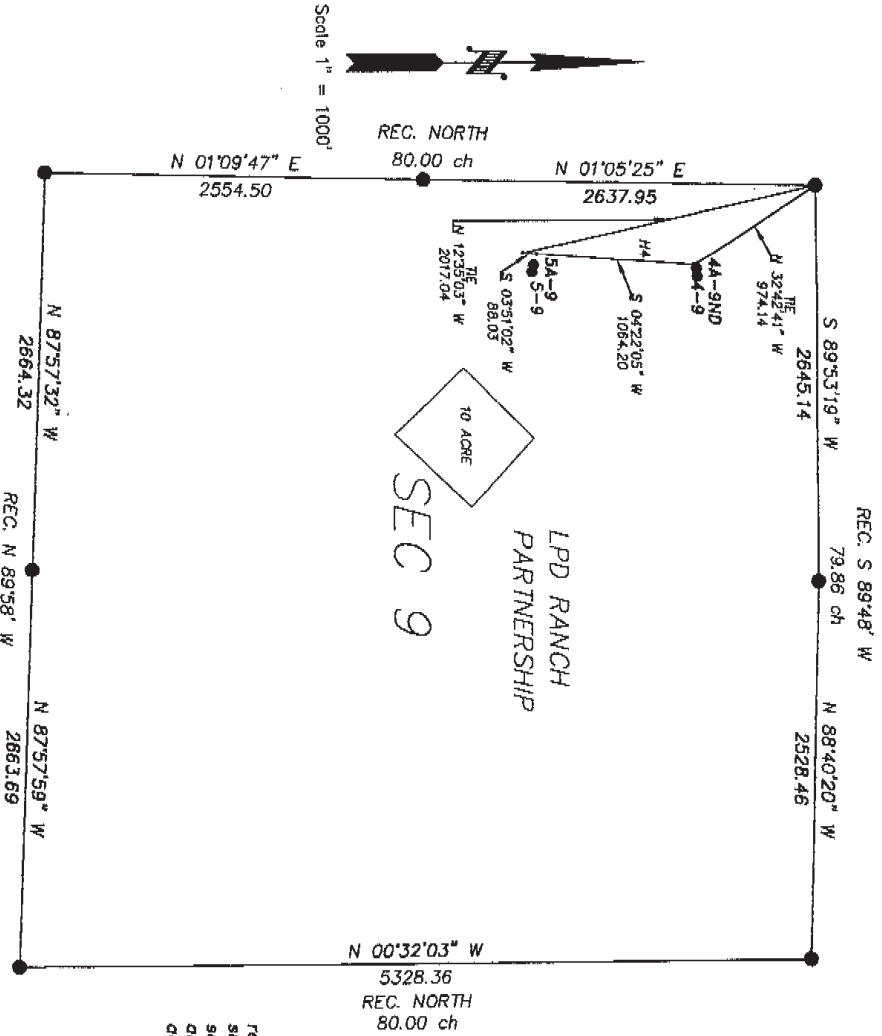 Scale 1" = 1000'
REC. NORTH
80.00 ch
N 01°09'47" E
2554.50
N 01°05'25" E
2637.95
TIE
N 32°42'41" W
974.14
4A-9ND
4-9
H4
S 04°22'05" W
1064.20
5A-9
5-9
S 03°51'02" W
88.03
TIE
N 12°35'03" W
2017.04
S 89°53'19" W
2645.14
REC. S 89°48' W
79.86 ch
N 88°40'20" W
2528.46
10 ACRE
LPD RANCH
PARTNERSHIP
SEC 9
N 87°57'32" W
2664.32
REC. N 89°58' W
N 87°57'59" W
2663.69
N 00°32'03" W
5328.36
REC. NORTH
80.00 ch